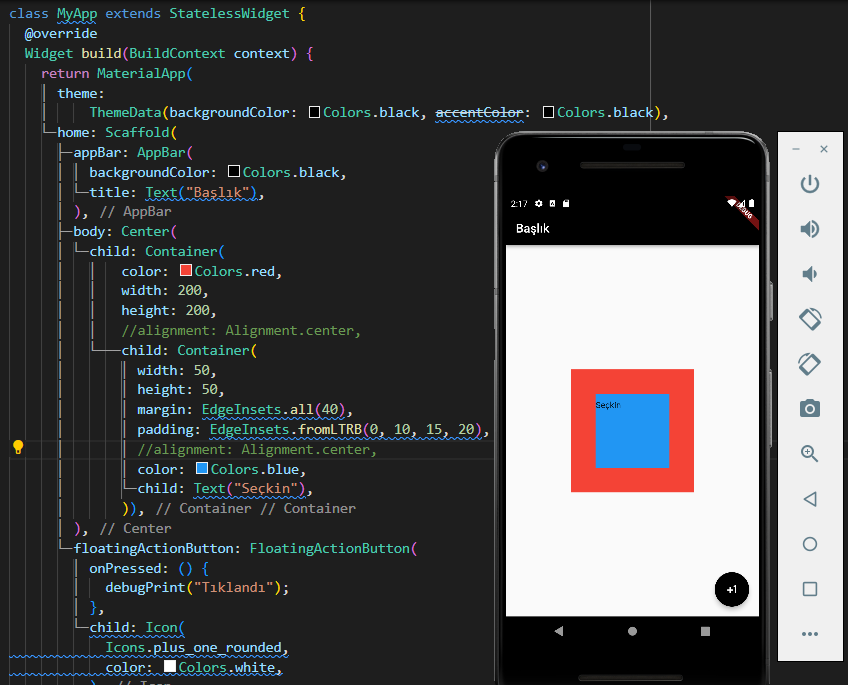 class MyApp extends StatelessWidget {
@override
Widget build(BuildContext context) {
return MaterialApp(
theme:
ThemeData(backgroundColor: Colors.black, accentColor: Colors.black),
home: Scaffold(
appBar: AppBar(
backgroundColor: Colors.black,
title: Text("Başlık"),
), // AppBar
body: Center(
child: Container(
color: Colors.red,
width: 200,
height: 200,
//alignment: Alignment.center,
child: Container(
width: 50,
height: 50,
margin: EdgeInsets.all(40),
padding: EdgeInsets.fromLTRB(0, 10, 15, 20),
//alignment: Alignment.center,
color: Colors.blue,
child: Text("Seçkin"),
)), // Container // Container
), // Center
floatingActionButton: FloatingActionButton(
onPressed: () {
debugPrint("Tıklandı");
},
child: Icon(
Icons.plus_one_rounded,
color: Colors.white,
), // Icon
2:17
DEBUG
Başlık
Seçkin
+1